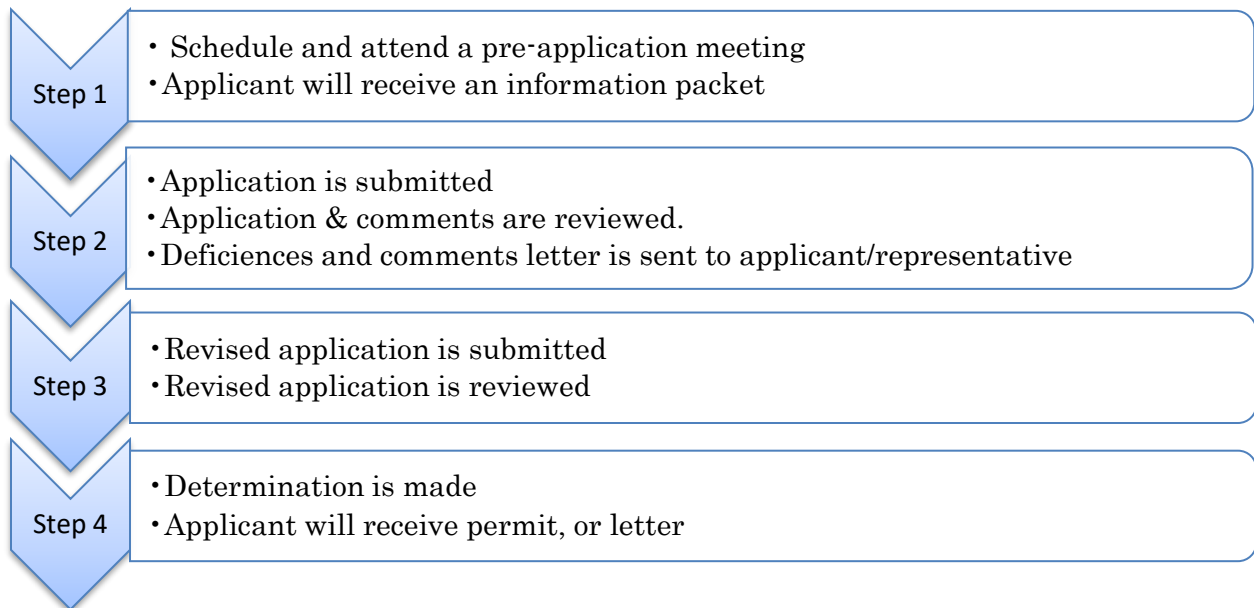 Step 1
• Schedule and attend a pre-application meeting
•Applicant will receive an information packet
Step 2
•Application is submitted
•Application & comments are reviewed.
•Deficiences and comments letter is sent to applicant/representative
Step 3
•Revised application is submitted
•Revised application is reviewed
Step 4
•Determination is made
•Applicant will receive permit, or letter